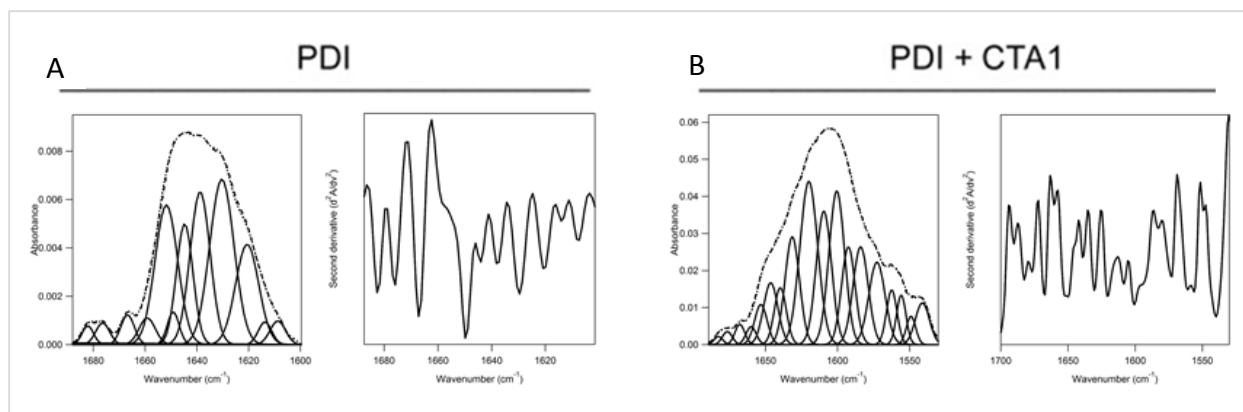 A
PDI
B
PDI + CTA1
0.008
0.006
0.004
0.002
0.000
Absorbance
1680
1660
1640
1620
1600
Wavenumber (cm⁻¹)
Second derivative (d²A/dv²)
1680
1660
1640
1620
Wavenumber (cm⁻¹)
0.06
0.05
0.04
0.03
0.02
0.01
0.00
Absorbance
1650
1600
1550
Wavenumber (cm⁻¹)
Second derivative (d²A/dv²)
1700
1650
1600
1550
Wavenumber (cm⁻¹)